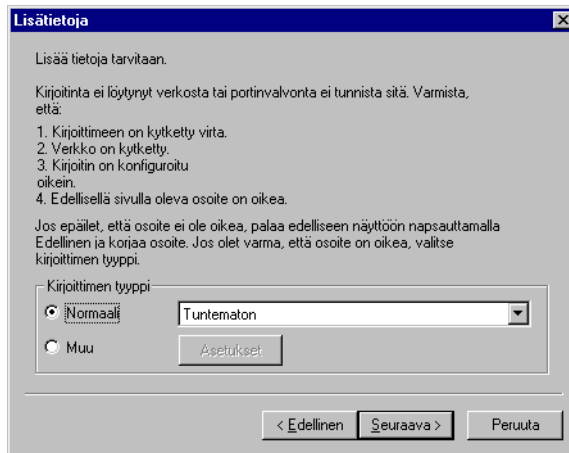 Lisätietoja
Lisää tietoja tarvitaan.
Kirjoitinta ei löytynyt verkosta tai portinvalvonta ei tunnista sitä. Varmista,
että:
1. Kirjoittimeen on kytketty virta.
2. Verkko on kytketty.
3. Kirjoitin on konfiguroitu
oikein.
4. Edellisellä sivulla oleva osoite on oikea.
Jos epäilet, että osoite ei ole oikea, palaa edelliseen näyttöön napsauttamalla
Edellinen ja korjaa osoite. Jos olet varma, että osoite on oikea, valitse
kirjoittimen tyyppi.
Kirjoittimen tyyppi
Normaali Tuntematon
Muu Asetukset
< Edellinen Seuraava > Peruuta